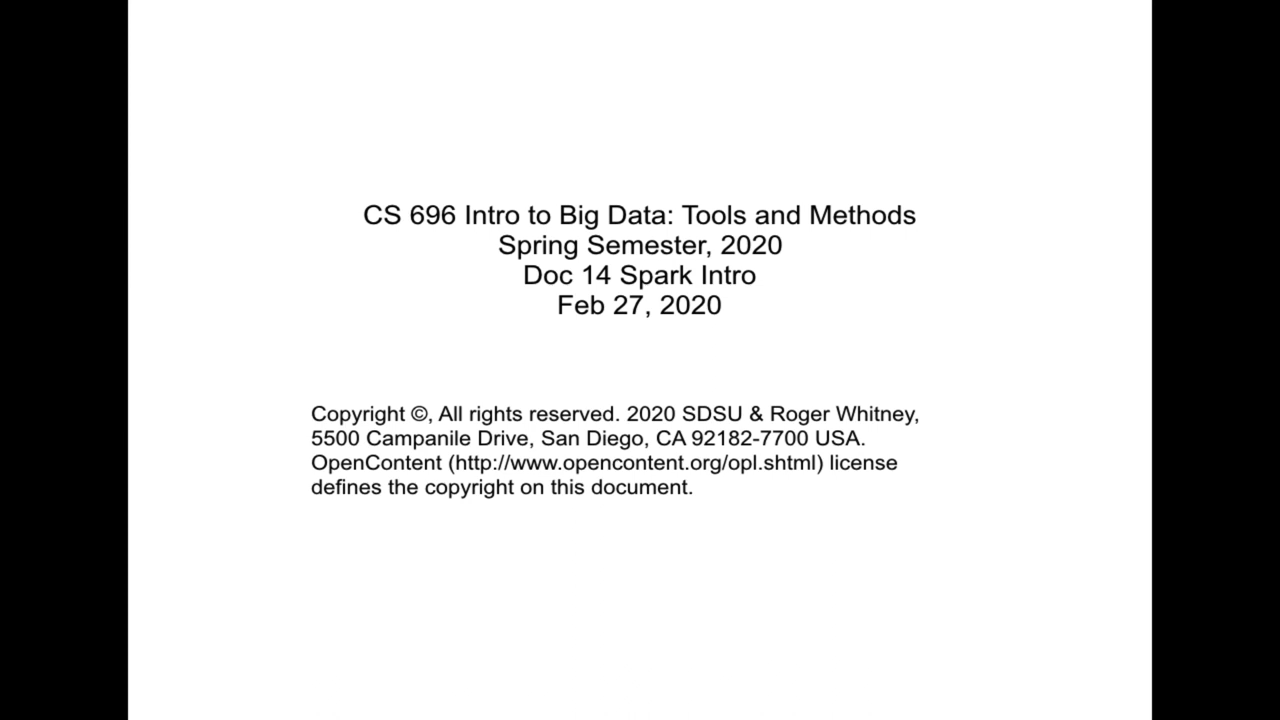 CS 696 Intro to Big Data: Tools and Methods
Spring Semester, 2020
Doc 14 Spark Intro
Feb 27, 2020
Copyright ©, All rights reserved. 2020 SDSU & Roger Whitney,
5500 Campanile Drive, San Diego, CA 92182-7700 USA.
OpenContent (http://www.opencontent.org/opl.shtml) license
defines the copyright on this document.